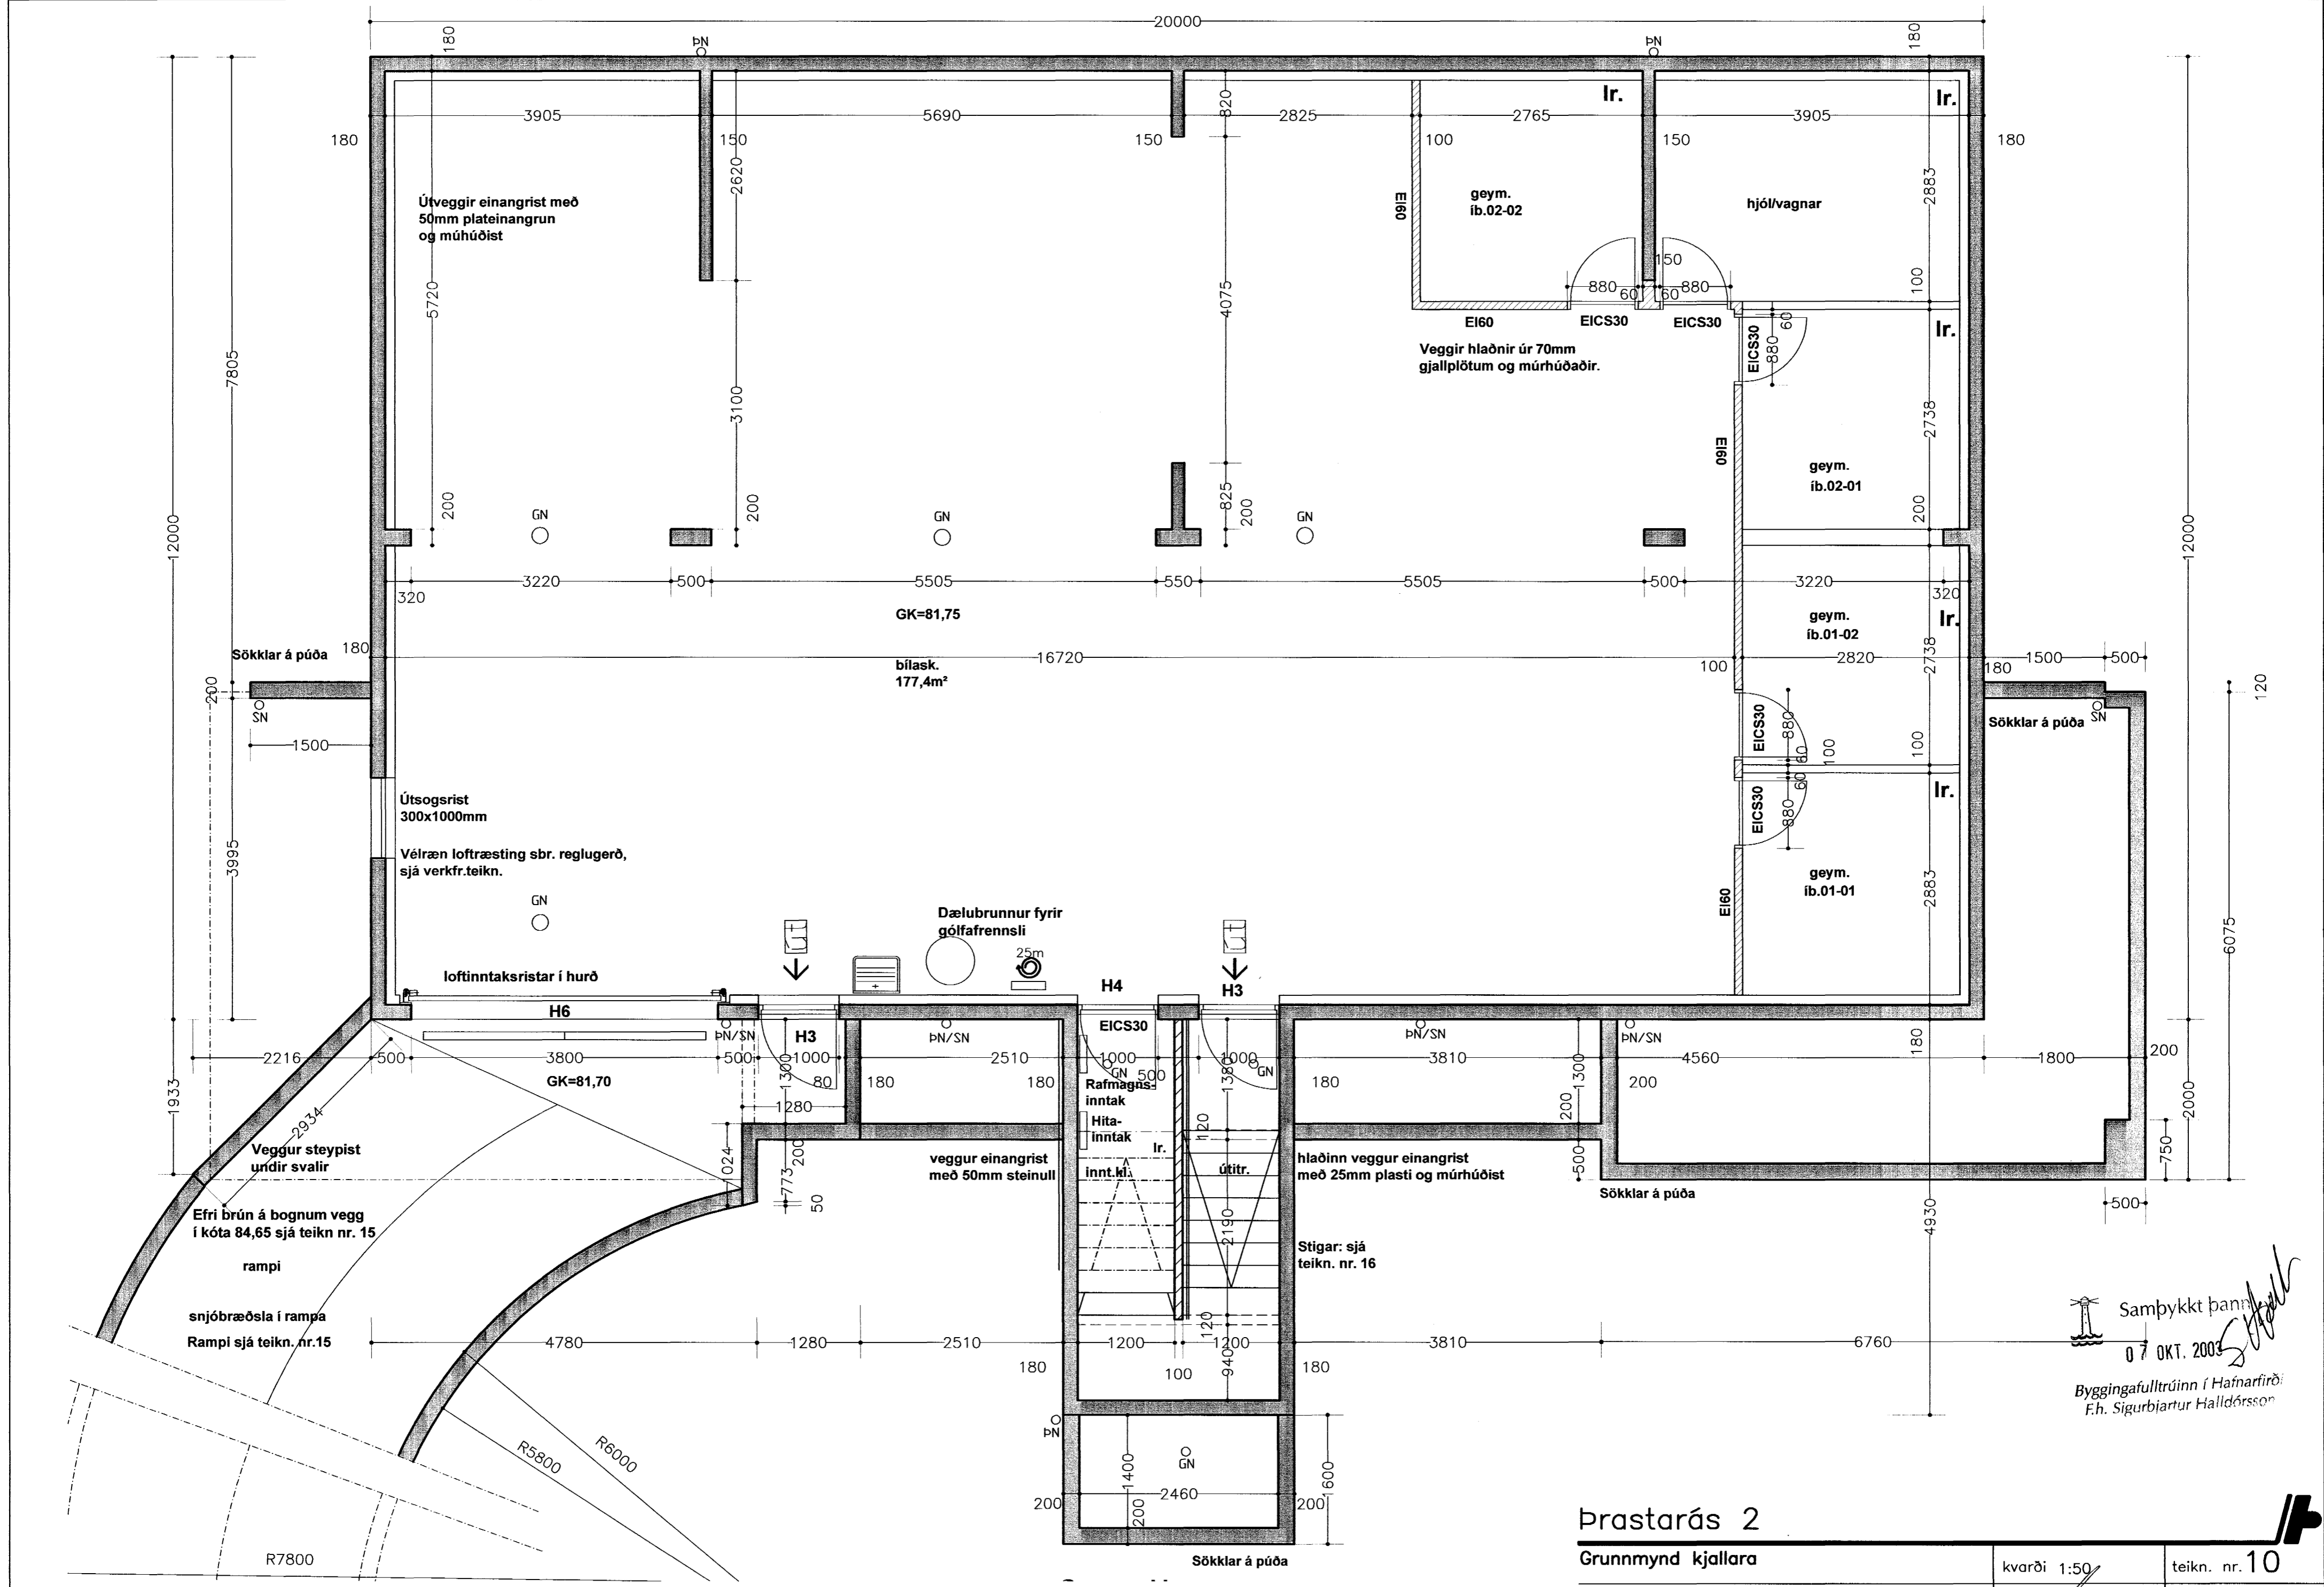 20000
180
ÞN
ÞN
180
180
3905
150
5690
150
820
2825
100
2765
Ir.
150
3905
Ir.
180
2620
Útveggir einangrist með
50mm plateinangrun
og múhúðist
EI60
geym.
íb.02-02
hjól/vagnar
2883
5720
4075
150
880
60
60
880
100
EI60
EICS30
EICS30
Veggir hlaðnir úr 70mm
gjallplötum og múrhúðaðir.
EICS30
880
60
Ir.
7805
3100
2738
EI60
geym.
íb.02-01
12000
200
GN
200
GN
825
200
GN
200
12000
320
3220
500
5505
550
5505
500
3220
320
GK=81,75
geym.
íb.01-02
Ir.
Sökklar á púða
180
16720
bílask.
177,4m²
100
2820
2738
180
1500
500
200
SN
1500
120
Sökklar á púða
SN
EICS30
880
60
100
100
Útsogsrist
300x1000mm
60
EICS30
880
Ir.
3995
Vélræn loftræsting sbr. reglugerð,
sjá verkfr.teikn.
geym.
íb.01-01
2883
EI60
GN
Dælubrunnur fyrir
gólfafrennsli
25m
út
út
6075
loftinntaksristar í hurð
H6
H4
H3
EICS30
H3
ÞN/SN
ÞN/SN
ÞN/SN
ÞN/SN
180
2216
500
3800
500
1000
2510
1000
1000
3810
4560
1800
200
GK=81,70
1300
80
180
180
GN
500
GN
1380
180
1300
200
1933
1280
Rafmagns-
inntak
Hita-
inntak
200
2000
2934
Veggur steypist
undir svalir
1024
200
773
50
veggur einangrist
með 50mm steinull
Ir.
innt.kl.
120
útitr.
hlaðinn veggur einangrist
með 25mm plasti og múrhúðist
500
Sökklar á púða
750
500
Efri brún á bognum vegg
í kóta 84,65 sjá teikn nr. 15
2190
4930
Stigar: sjá
teikn. nr. 16
rampi
snjóbræðsla í rampa
Rampi sjá teikn. nr.15
4780
1280
2510
1200
120
1200
3810
6760
180
100
940
180
Samþykkt þann
07 OKT. 2003
Byggingafulltrúinn í Hafnarfirði
F.h. Sigurbjartur Halldórsson
ÞN
R5800
R6000
GN
1400
1600
2460
200
200
200
R7800
Sökklar á púða
Þrastarás 2
Grunnmynd kjallara
kvarði 1:50
teikn. nr. 10